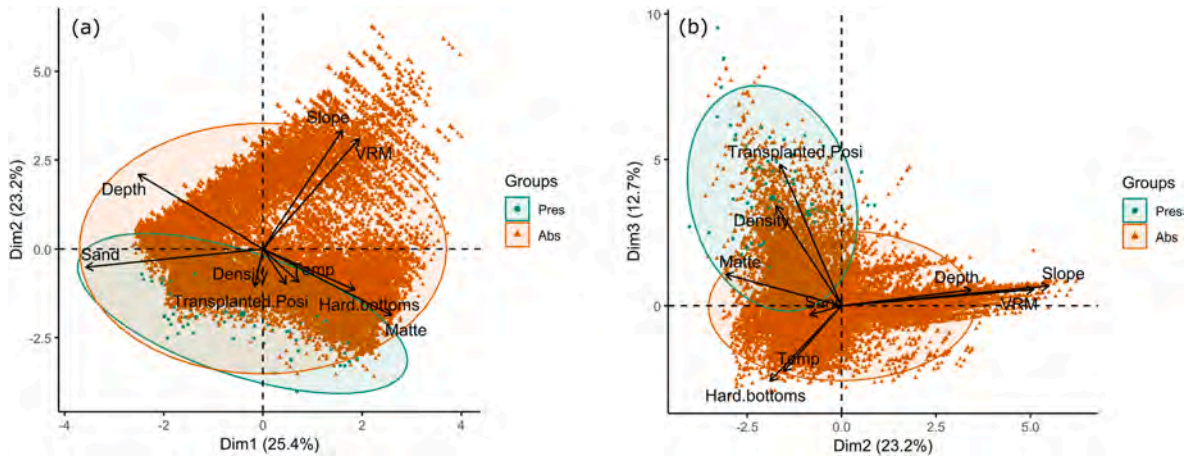 (a)
5.0
2.5
0.0
-2.5
-4
-2
0
2
4
Dim2 (23.2%)
Dim1 (25.4%)
Slope
VRM
Depth
Sand
Density
Temp
Transplanted.Posi
Hard.bottoms
Matte
Groups
Pres
Abs
(b)
10
5
0
-2.5
0.0
2.5
5.0
Dim3 (12.7%)
Dim2 (23.2%)
Transplanted.Posi
Density
Matte
Sand
Depth
Slope
VRM
Temp
Hard.bottoms
Groups
Pres
Abs